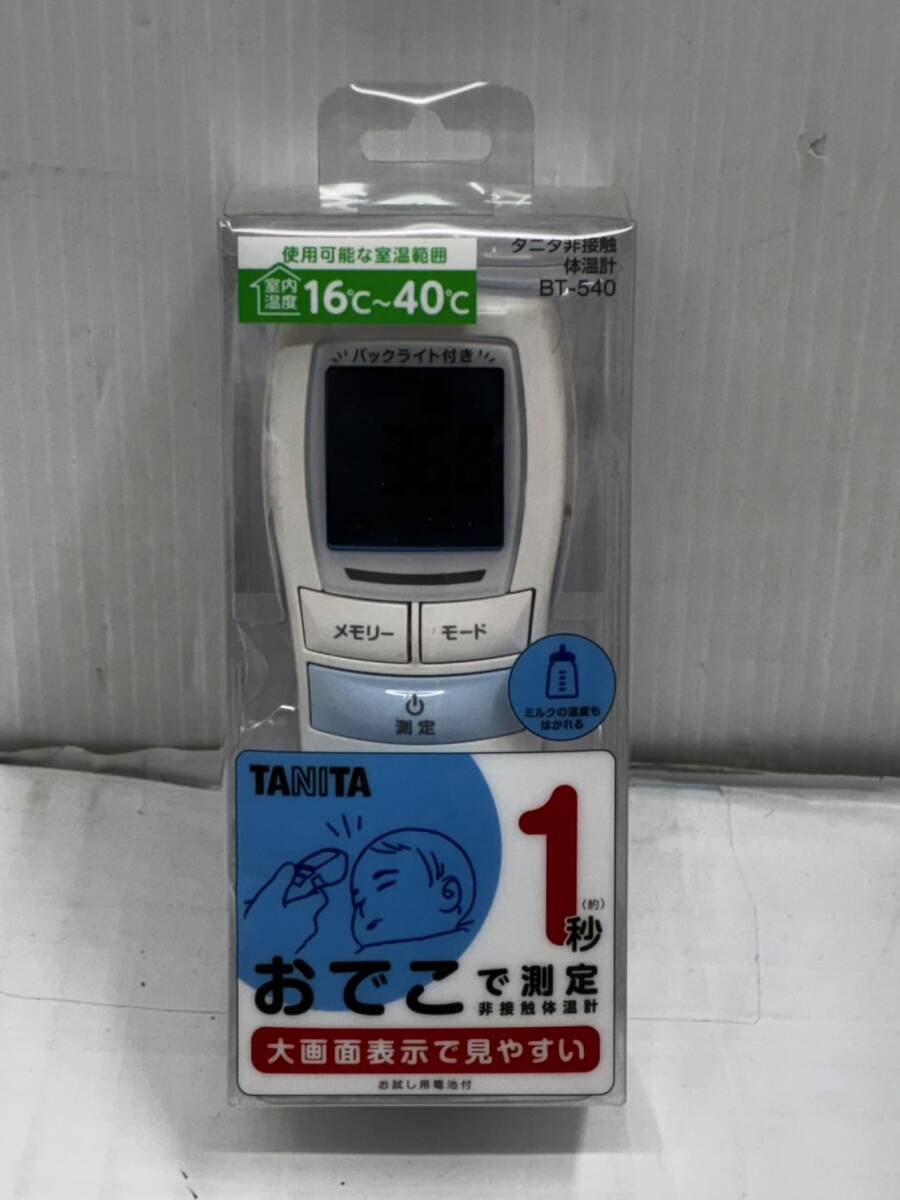 使用可能な室温範囲
室内温度 16℃~40℃
タニタ非接触
体温計
BT-540
バックライト付き
メモリー
モード
測定
ミルクの温度も
はかれる
TANITA
(約)
1秒
おでこで測定
非接触体温計
大画面表示で見やすい
お試し用電池付